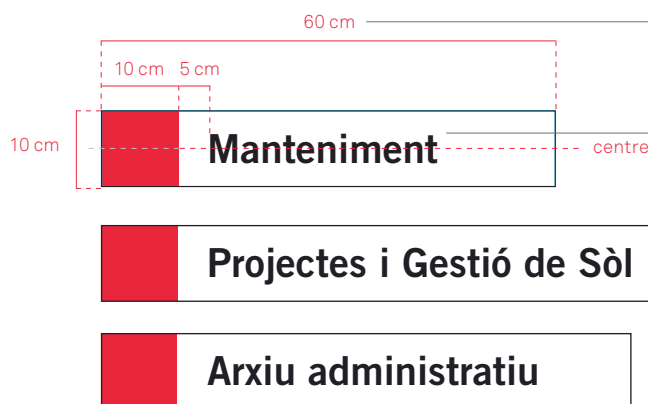 60 cm
10 cm 5 cm
10 cm
Manteniment
centre
Projectes i Gestió de Sòl
Arxiu administratiu